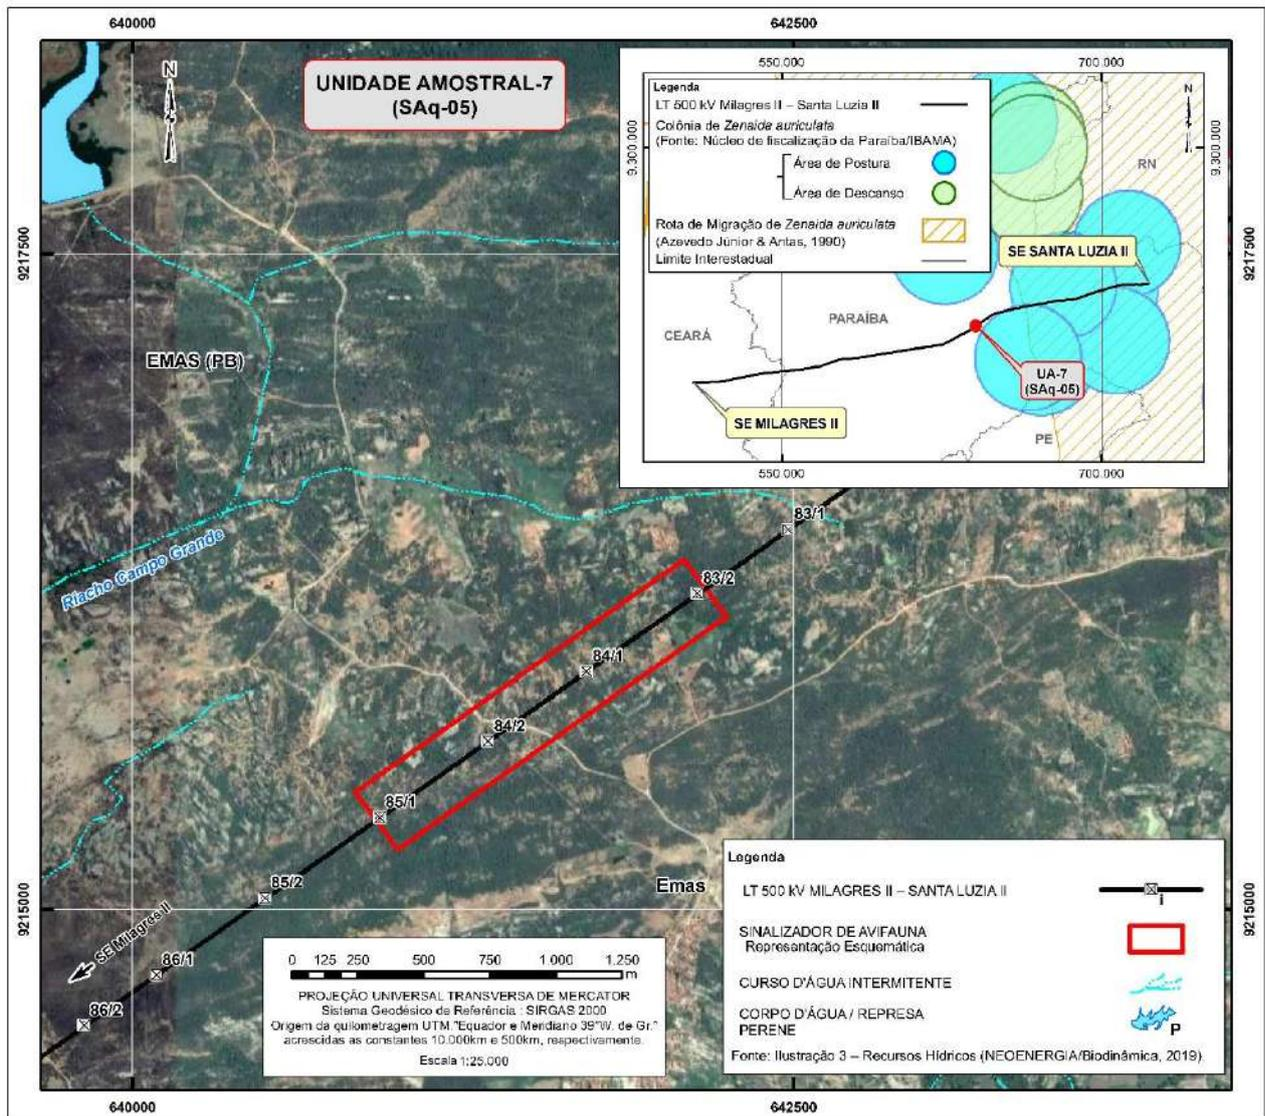 640000
642500
UNIDADE AMOSTRAL-7
(SAq-05)
N
9217500
9217500
550.000
700.000
Legenda
LT 500 kV Milagres II – Santa Luzia II
Colônia de Zenaida auriculata
(Fonte: Núcleo de fiscalização da Paraíba/IBAMA)
Área de Postura
Área de Descanso
Rota de Migração de Zenaida auriculata
(Azevedo Júnior & Antas, 1990)
Limite Interestadual
N
9.300.000
9.300.000
RN
SE SANTA LUZIA II
PARAÍBA
CEARÁ
UA-7
(SAq-05)
SE MILAGRES II
PE
550.000
700.000
EMAS (PB)
Riacho Campo Grande
83/1
83/2
84/1
84/2
85/1
85/2
86/1
86/2
SE Milagres II
Emas
9215000
9215000
0 125 250 500 750 1.000 1.250
m
PROJEÇÃO UNIVERSAL TRANSVERSA DE MERCATOR
Sistema Geodésico de Referência : SIRGAS 2000
Origem da quilometragem UTM."Equador e Meridiano 39°W. de Gr."
acrescidas as constantes 10.000km e 500km, respectivamente.
Escala 1:25.000
Legenda
LT 500 kV MILAGRES II – SANTA LUZIA II
i
SINALIZADOR DE AVIFAUNA
Representação Esquemática
CURSO D'ÁGUA INTERMITENTE
CORPO D'ÁGUA / REPRESA
PERENE
P
Fonte: Ilustração 3 – Recursos Hídricos (NEOENERGIA/Biodinâmica, 2019)
640000
642500